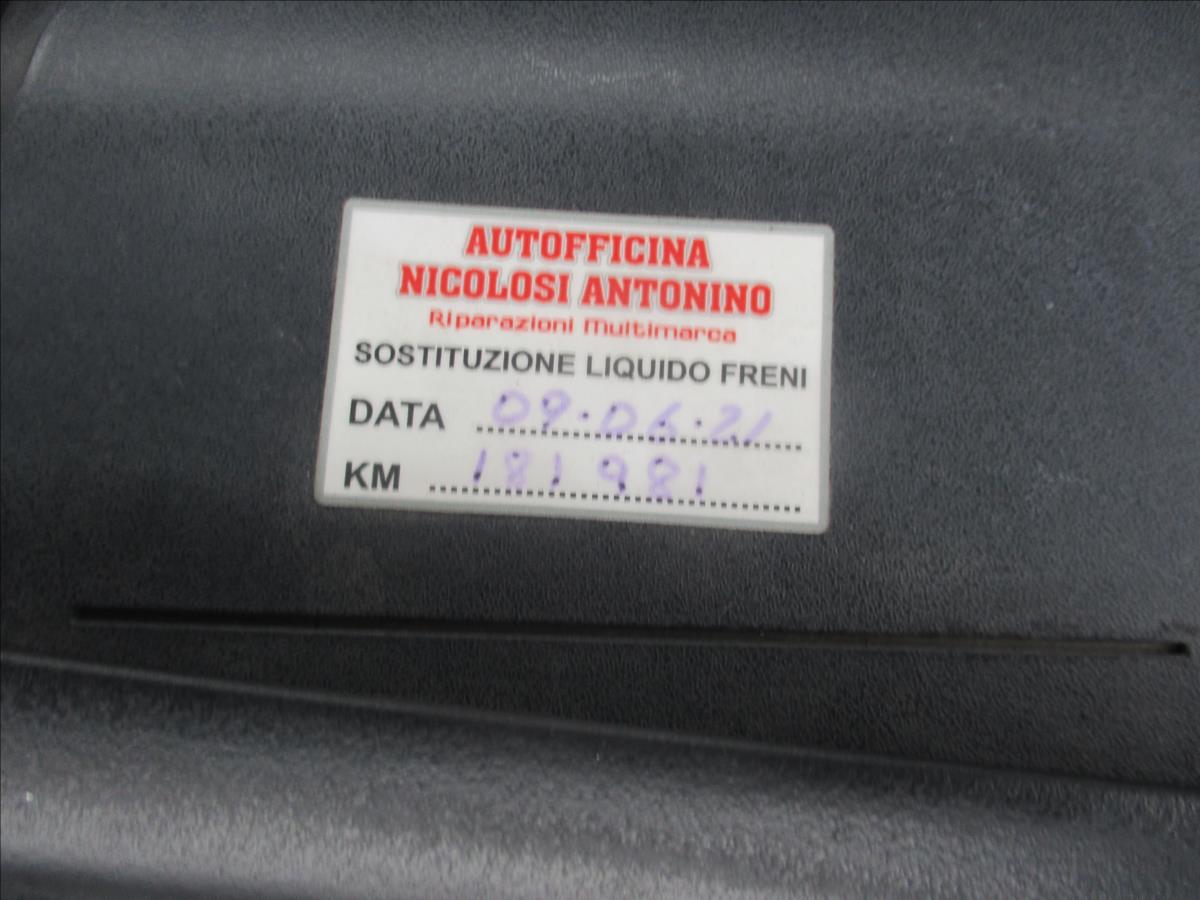 AUTOFFICINA
NICOLOSI ANTONINO
Riparazioni Multimarca
SOSTITUZIONE LIQUIDO FRENI
DATA 09.06.21
KM 181981